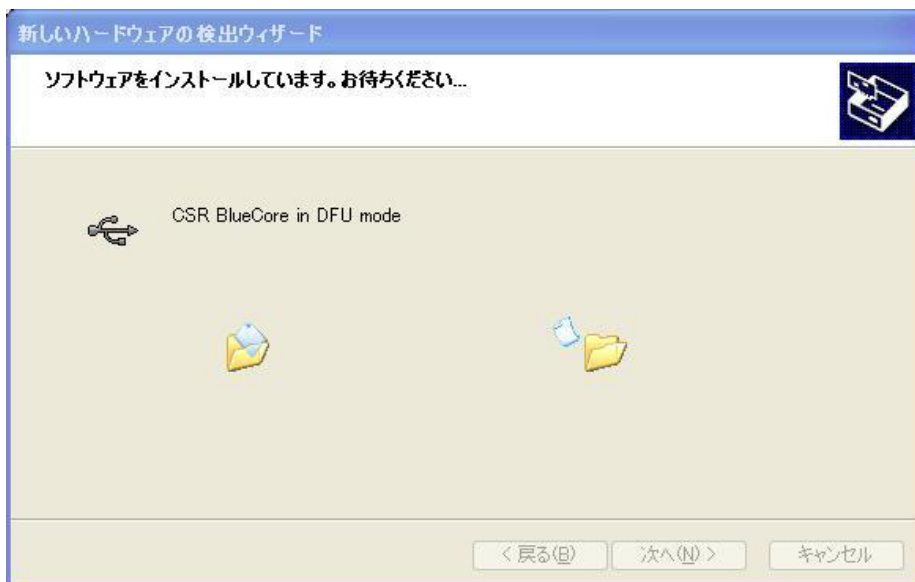 新しいハードウェアの検出ウィザード
ソフトウェアをインストールしています。お待ちください...
CSR BlueCore in DFU mode
< 戻る(B)
次へ(N) >
キャンセル